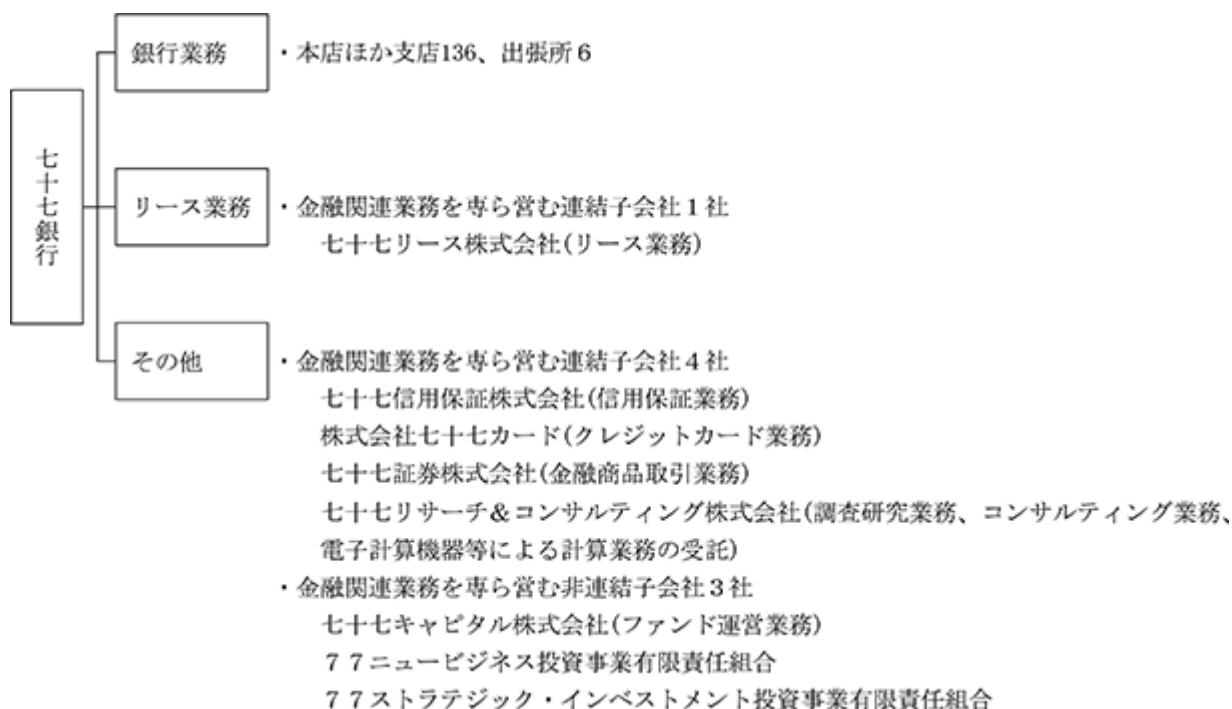 七十七銀行
銀行業務
・本店ほか支店136、出張所6
リース業務
・金融関連業務を専ら営む連結子会社1社
七十七リース株式会社(リース業務)
その他
・金融関連業務を専ら営む連結子会社4社
七十七信用保証株式会社(信用保証業務)
株式会社七十七カード(クレジットカード業務)
七十七証券株式会社(金融商品取引業務)
七十七リサーチ&コンサルティング株式会社(調査研究業務、コンサルティング業務、
電子計算機器等による計算業務の受託)
・金融関連業務を専ら営む非連結子会社3社
七十七キャピタル株式会社(ファンド運営業務)
77ニュービジネス投資事業有限責任組合
77ストラテジック・インベストメント投資事業有限責任組合